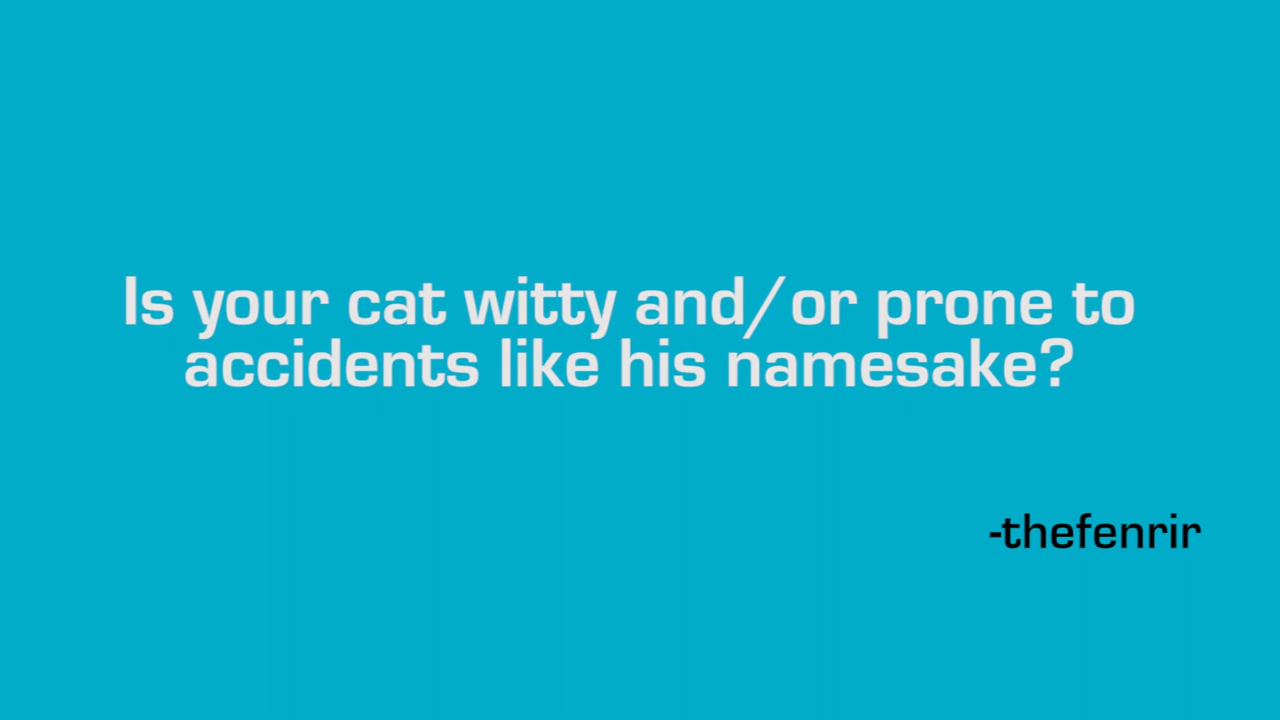 Is your cat witty and/or prone to
accidents like his namesake?
-thefenrir